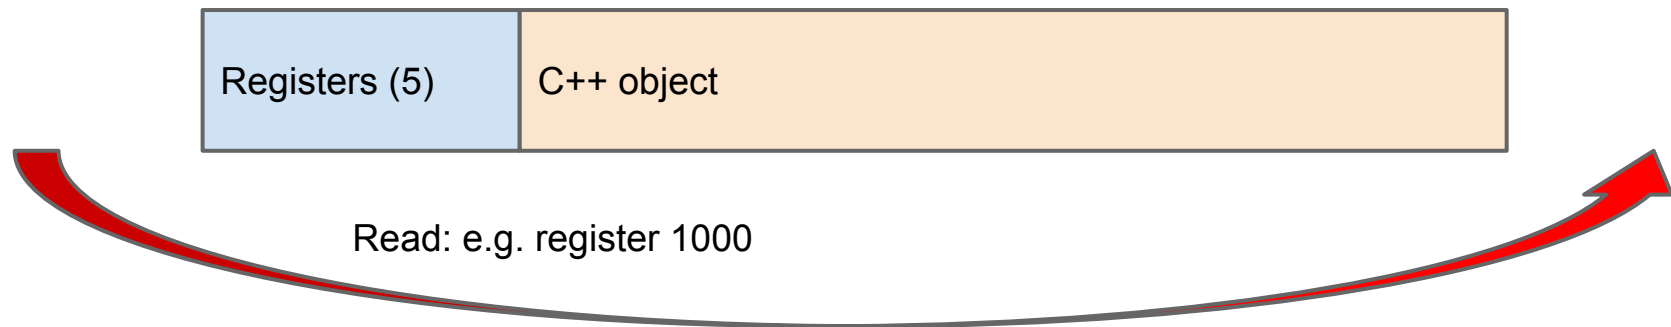 Registers (5)
C++ object
Read: e.g. register 1000